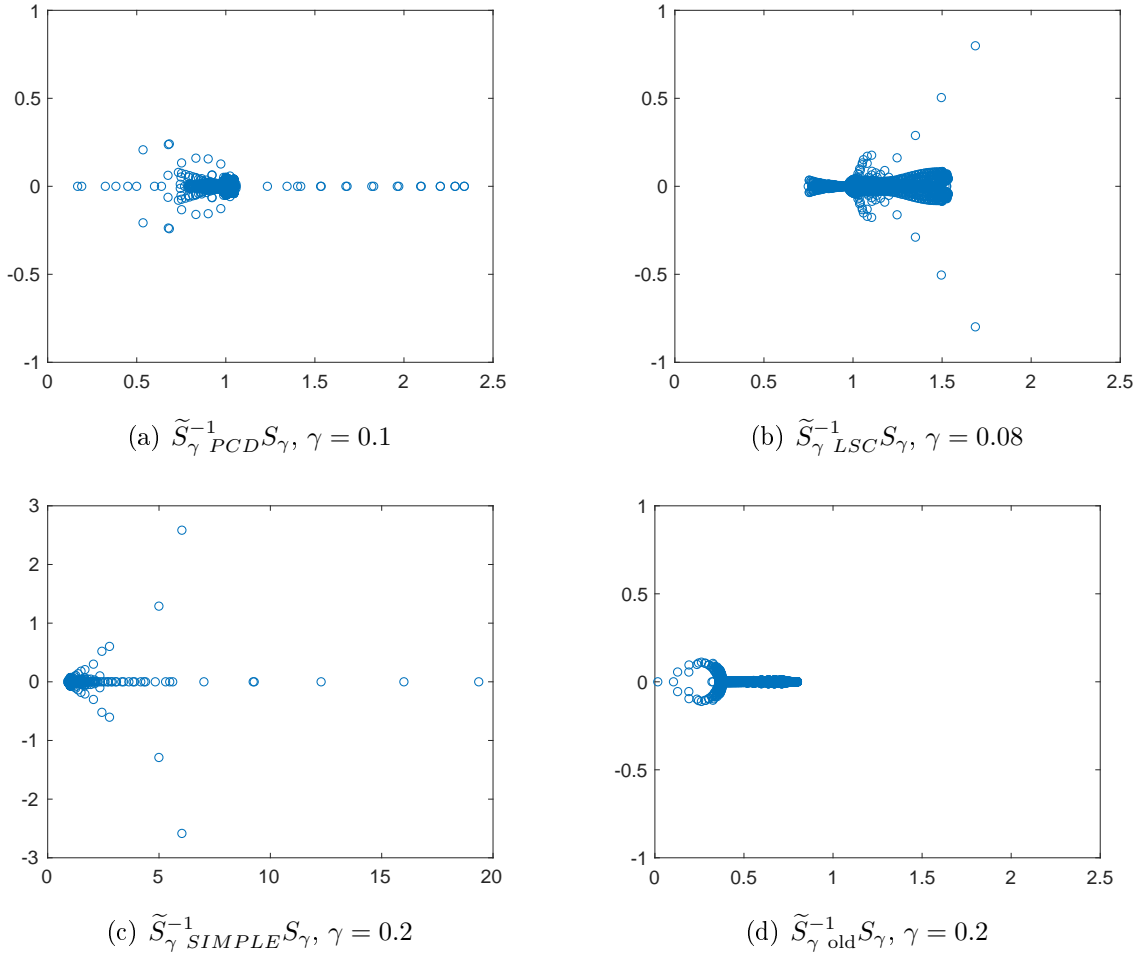 1
0.5
0
-0.5
-1
0 0.5 1 1.5 2 2.5
(a) $\widetilde{S}_{\gamma\ PCD}^{-1} S_\gamma$, γ = 0.1
1
0.5
0
-0.5
-1
0 0.5 1 1.5 2 2.5
(b) $\widetilde{S}_{\gamma\ LSC}^{-1} S_\gamma$, γ = 0.08
3
2
1
0
-1
-2
-3
0 5 10 15 20
(c) $\widetilde{S}_{\gamma\ SIMPLE}^{-1} S_\gamma$, γ = 0.2
1
0.5
0
-0.5
-1
0 0.5 1 1.5 2 2.5
(d) $\widetilde{S}_{\gamma\ \text{old}}^{-1} S_\gamma$, γ = 0.2